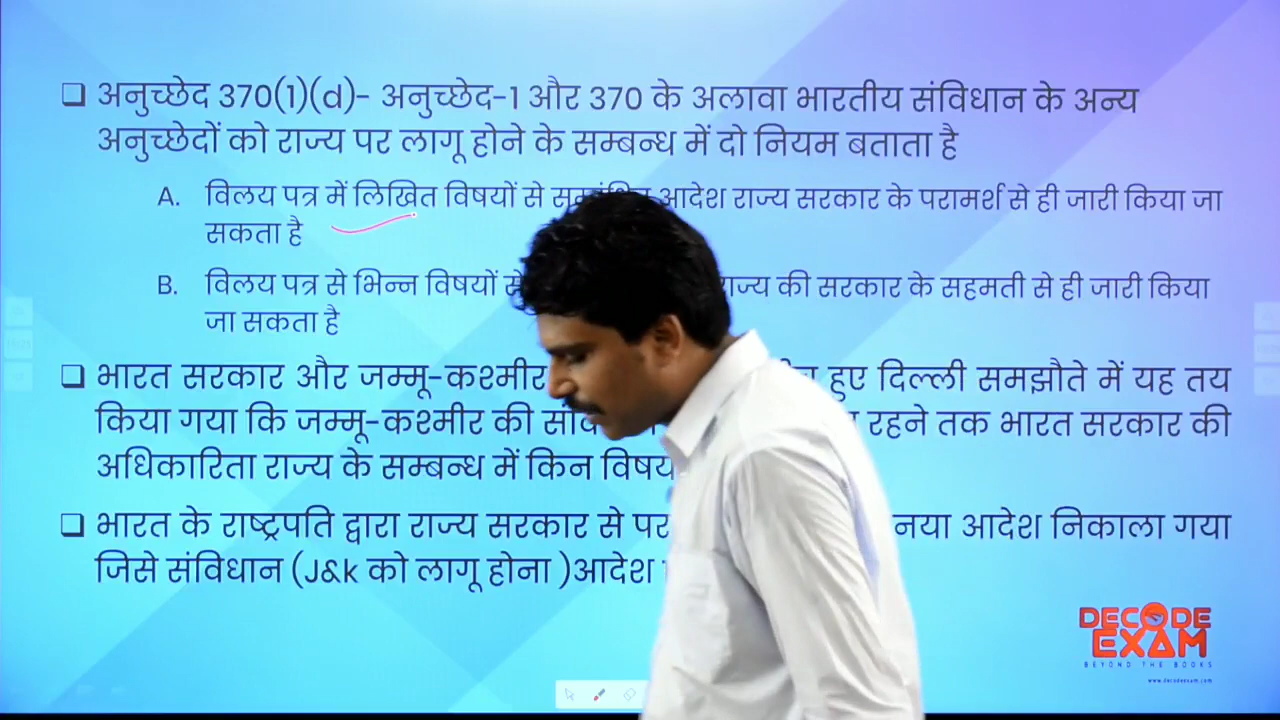 अनुच्छेद 370(1)(d)- अनुच्छेद-1 और 370 के अलावा भारतीय संविधान के अन्य
अनुच्छेदों को राज्य पर लागू होने के सम्बन्ध में दो नियम बताता है
A. विलय पत्र में लिखित विषयों से आदेश राज्य सरकार के परामर्श से ही जारी किया जा
सकता है
B. विलय पत्र से भिन्न विषयों की सरकार के सहमती से ही जारी किया
जा सकता है
भारत सरकार और जम्मू-कश्मीर हुए दिल्ली समझौते में यह तय
किया गया कि जम्मू-कश्मीर की रहने तक भारत सरकार की
अधिकारिता राज्य के सम्बन्ध में किन
भारत के राष्ट्रपति द्वारा राज्य सरकार से नया आदेश निकाला गया
जिसे संविधान (J&k को लागू होना )आदेश
DECODE
EXAM
BEYOND THE BOOKS
www.decodeexam.com